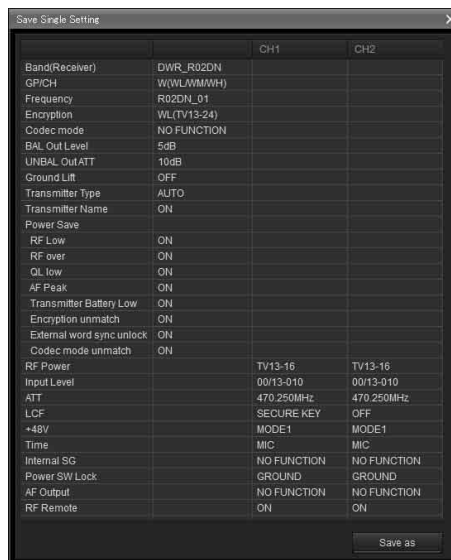 Save Single Setting
CH1 CH2
Band(Receiver) DWR_R02DN
GP/CH W(WL/WM/WH)
Frequency R02DN_01
Encryption WL(TV13-24)
Codec mode NO FUNCTION
BAL Out Level 5dB
UNBAL OutATT 10dB
Ground Lift OFF
Transmitter Type AUTO
Transmitter Name ON
Power Save
RF Low ON
RF over ON
QL low ON
AF Peak ON
Transmitter Battery Low ON
Encryption unmatch ON
External word sync unlock ON
Codec mode unmatch ON
RF Power TV13-16 TV13-16
Input Level 00/13-010 00/13-010
ATT 470.250MHz 470.250MHz
LCF SECURE KEY OFF
+48V MODE1 MODE1
Time MIC MIC
Internal SG NO FUNCTION NO FUNCTION
Power SW Lock GROUND GROUND
AF Output NO FUNCTION NO FUNCTION
RF Remote ON ON
Save as